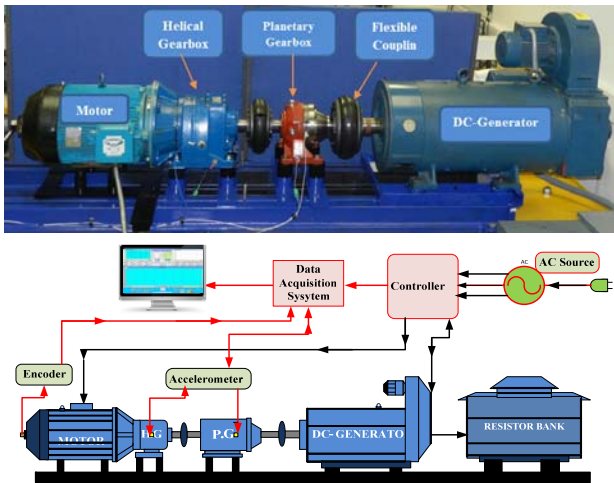 Helical
Gearbox
Planetary
Gearbox
Flexible
Couplin
Motor
DC-Generator
AC
AC Source
Data
Acquisition
Sysytem
Controller
Encoder
Accelerometer
MOTOR
P.G
DC- GENERATO
RESISTOR BANK